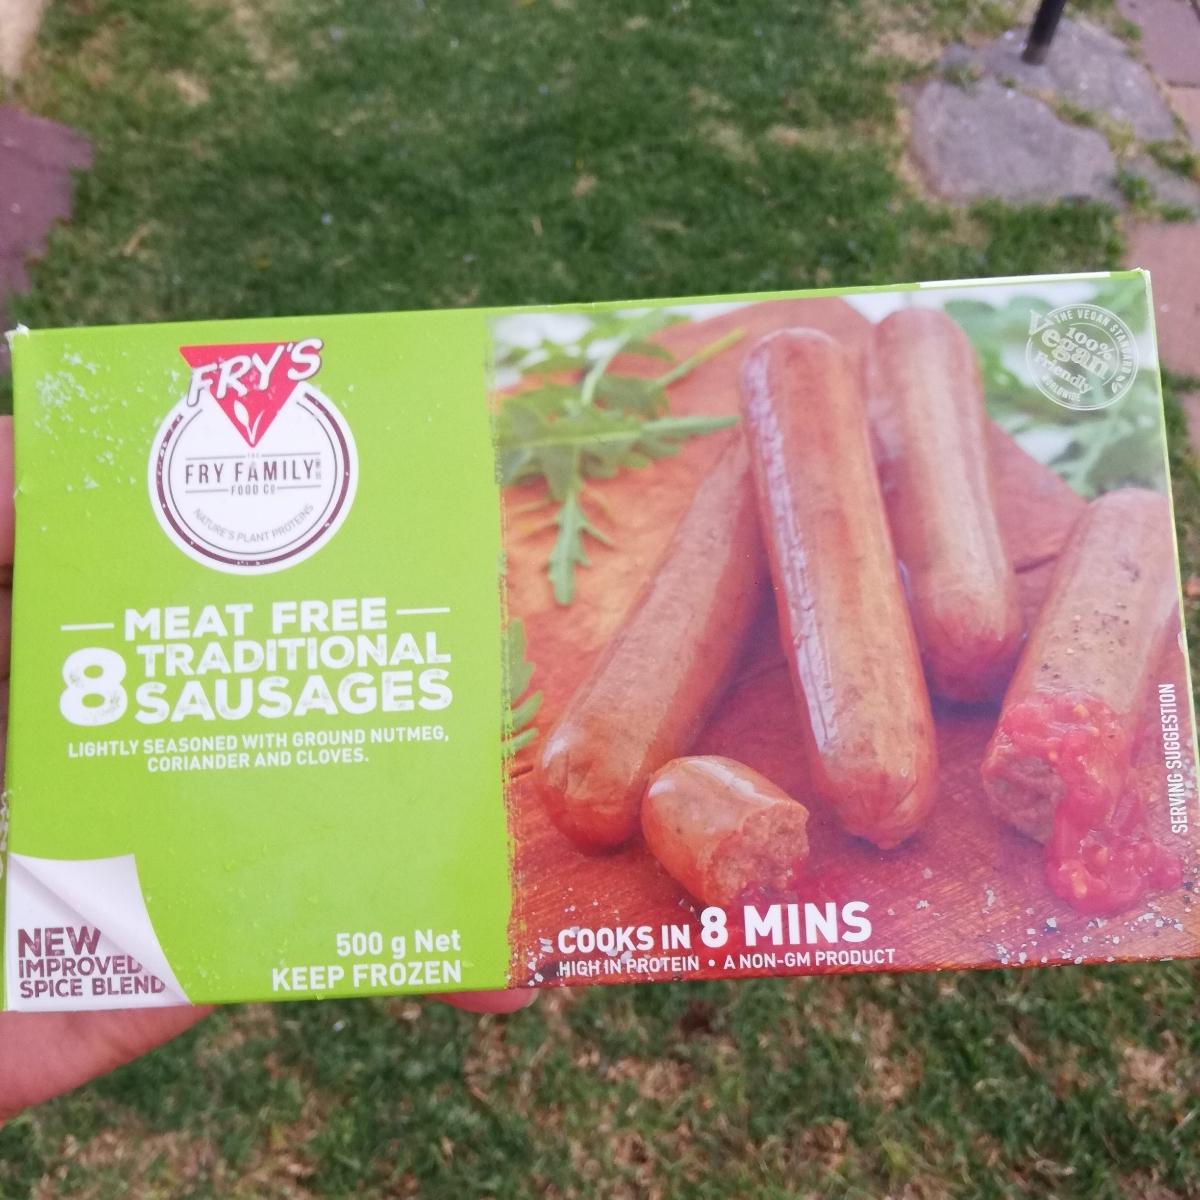 FRY'S
THE
FRY FAMILY
FOOD CO
NATURE'S PLANT PROTEINS
MEAT FREE
8 TRADITIONAL
SAUSAGES
LIGHTLY SEASONED WITH GROUND NUTMEG,
CORIANDER AND CLOVES.
NEW
IMPROVED
SPICE BLEND
500 g Net
KEEP FROZEN
THE VEGAN STANDARD
100%
Vegan
Friendly
WORLDWIDE
SERVING SUGGESTION
COOKS IN 8 MINS
HIGH IN PROTEIN • A NON-GM PRODUCT